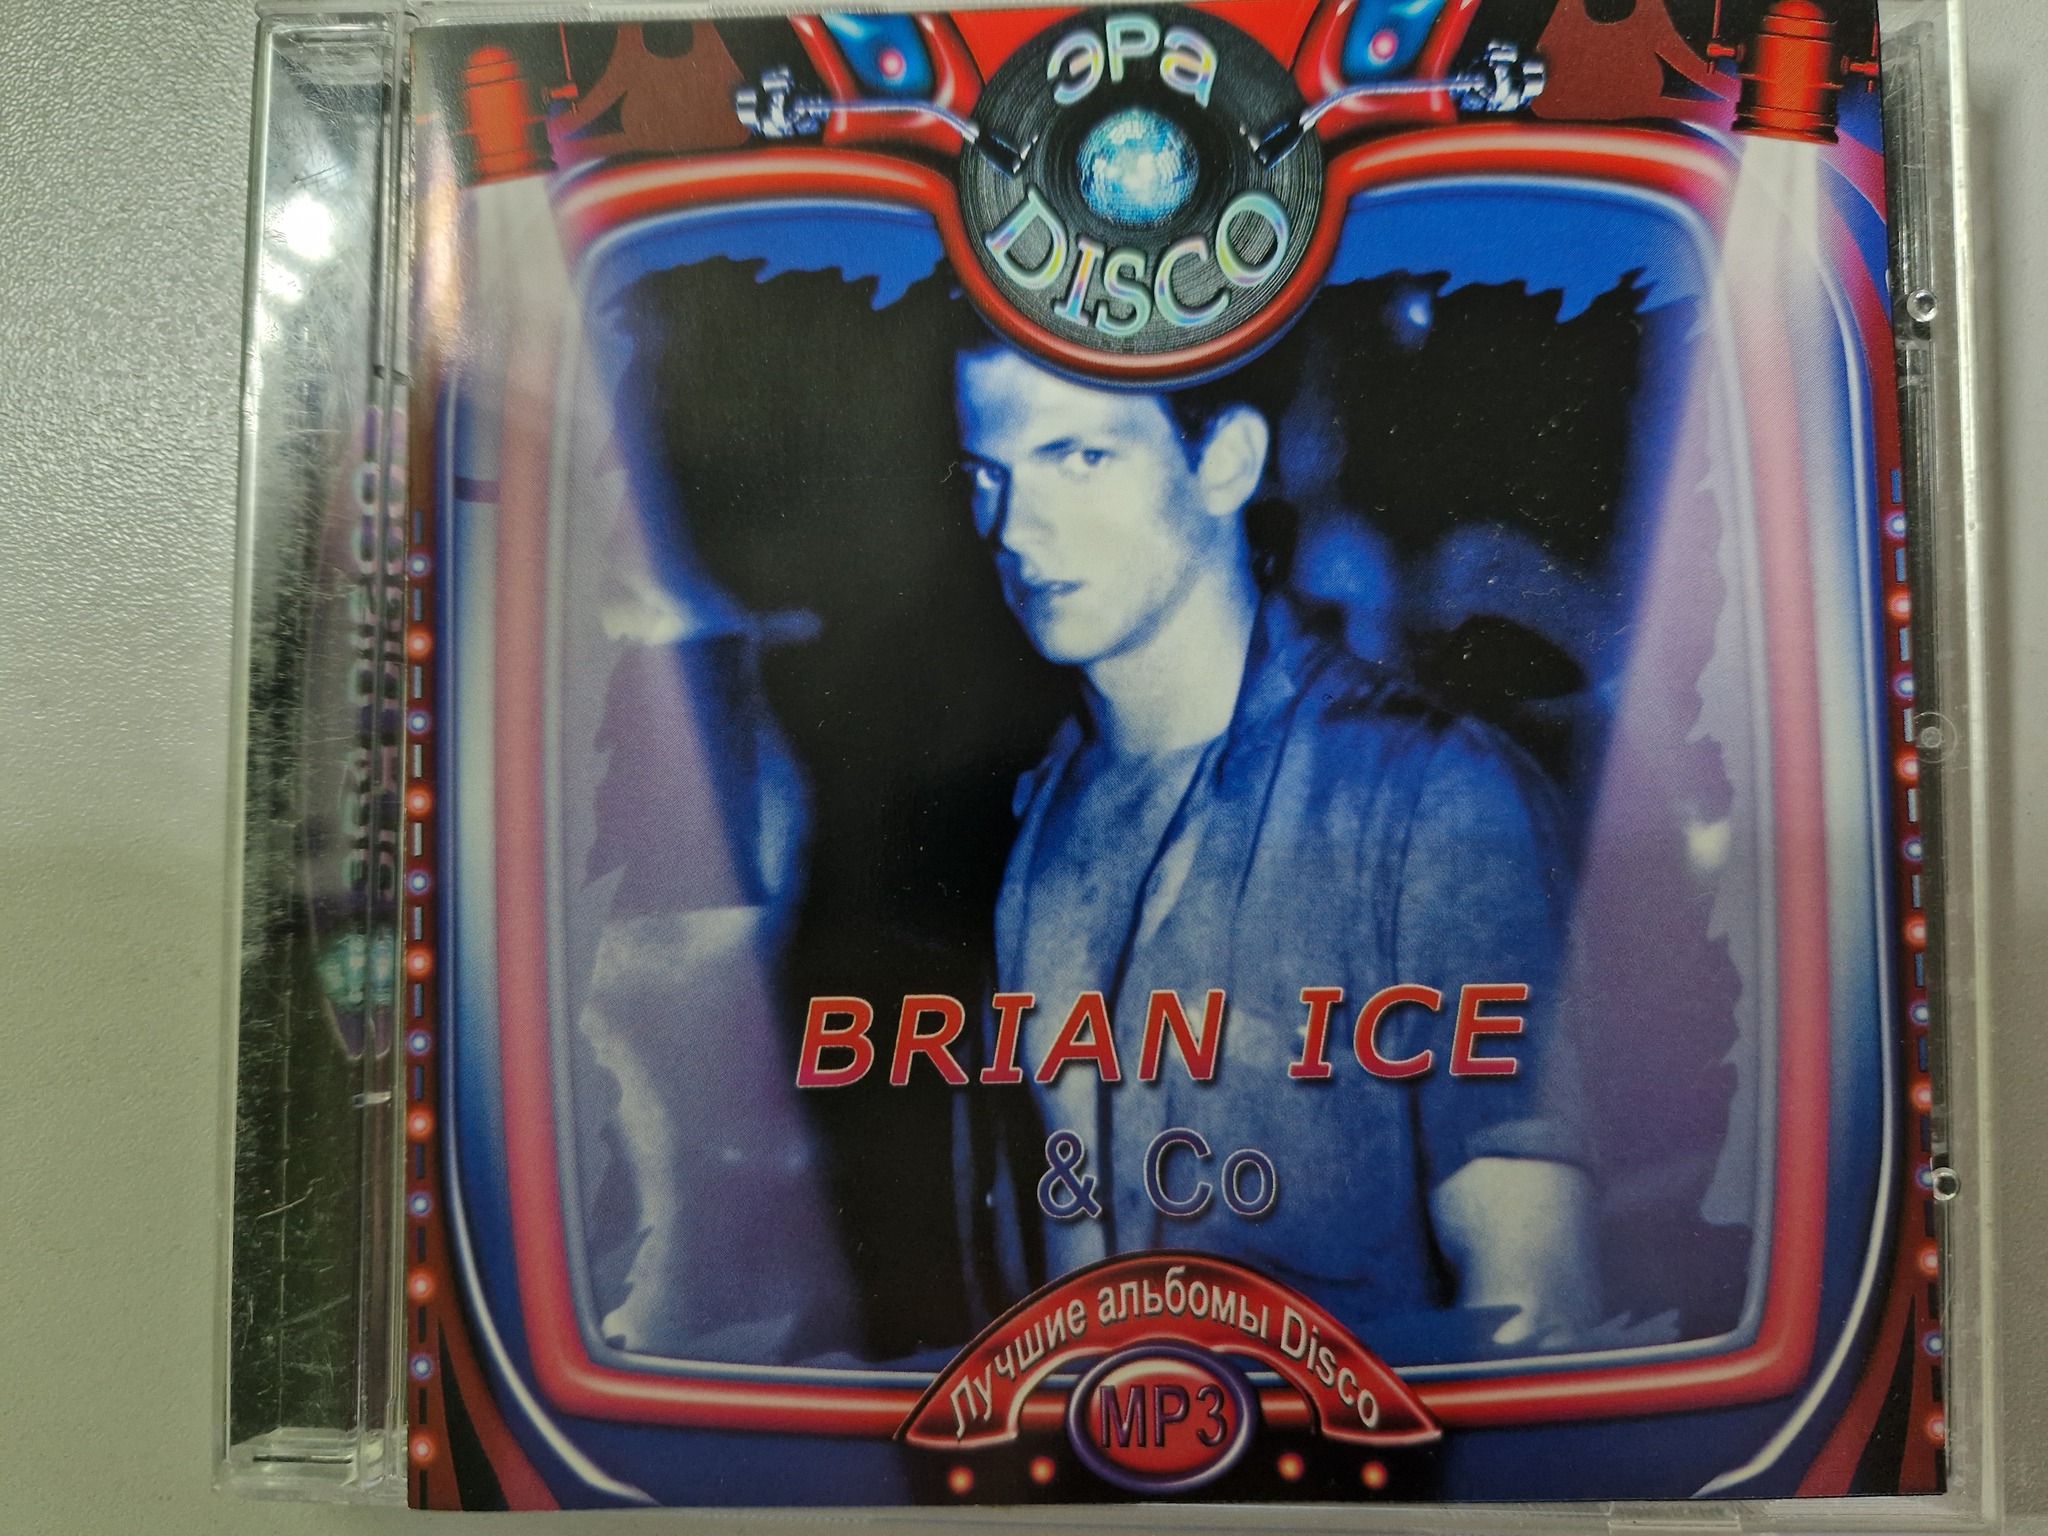 ЭРа
DISCO
BRIAN ICE
& Co
Лучшие альбомы Disco
MP3